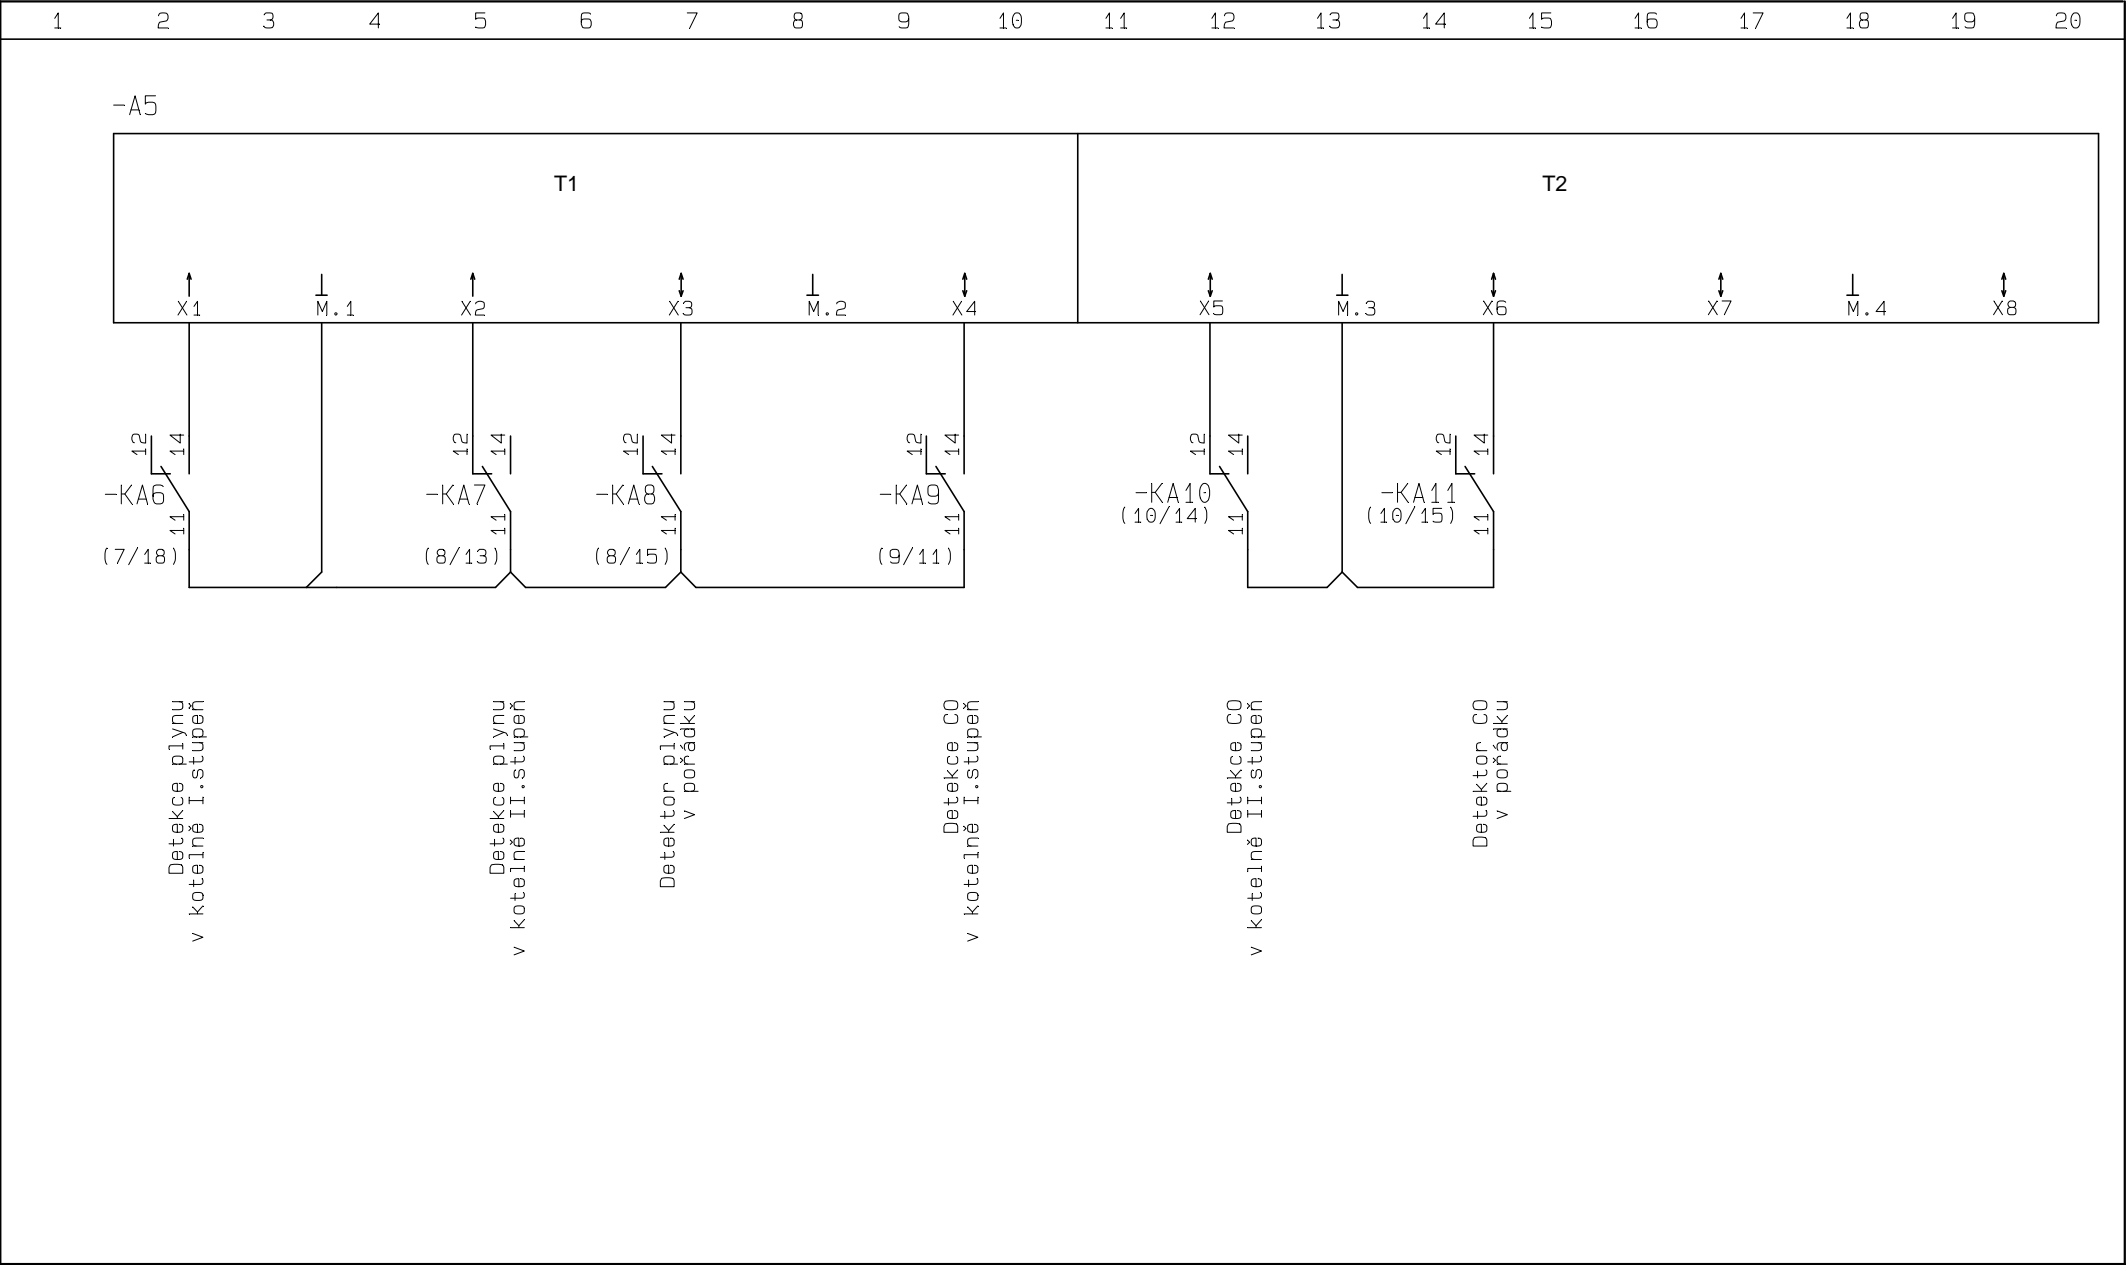 1 2 3 4 5 6 7 8 9 10 11 12 13 14 15 16 17 18 19 20
-A5
T1 T2
X1 M.1 X2 X3 M.2 X4 X5 M.3 X6 X7 M.4 X8
12 14 12 14 12 14 12 14 12 14 12 14
-KA6 -KA7 -KA8 -KA9 -KA10 -KA11
(10/14) (10/15)
11 11 11 11 11 11
(7/18) (8/13) (8/15) (9/11)
Detekce plynu
v kotelně I.stupeň
Detekce plynu
v kotelně II.stupeň
Detektor plynu
v pořádku
Detekce CO
v kotelně I.stupeň
Detekce CO
v kotelně II.stupeň
Detektor CO
v pořádku